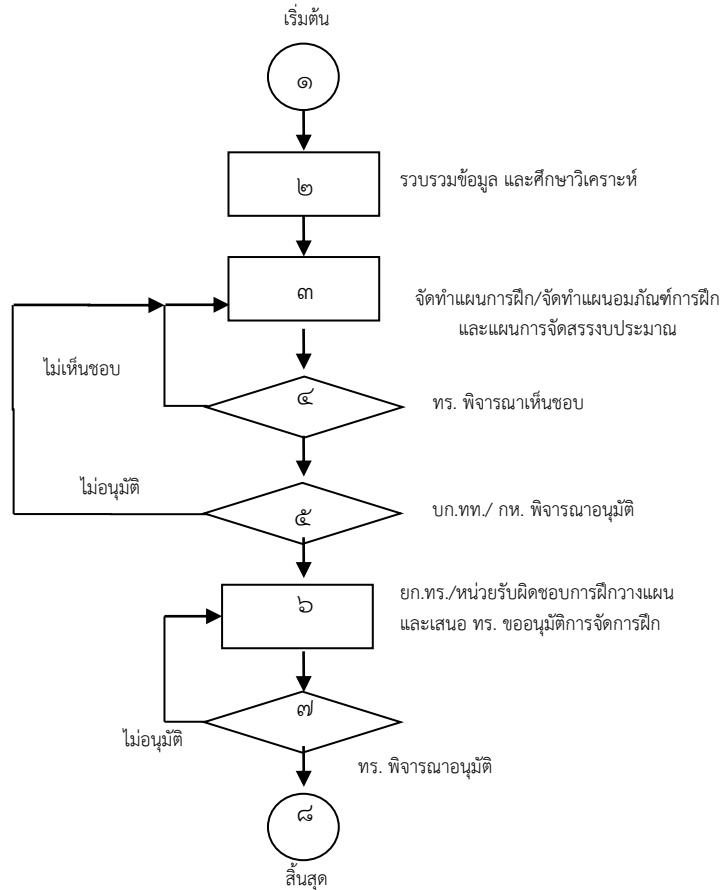 เริ่มต้น
๑
๒
รวบรวมข้อมูล และศึกษาวิเคราะห์
๓
จัดทำแผนการฝึก/จัดทำแผนอมภัณฑ์การฝึก
และแผนการจัดสรรงบประมาณ
ไม่เห็นชอบ
๔
ทร. พิจารณาเห็นชอบ
ไม่อนุมัติ
๕
บก.ทท./ กห. พิจารณาอนุมัติ
๖
ยก.ทร./หน่วยรับผิดชอบการฝึกวางแผน
และเสนอ ทร. ขออนุมัติการจัดการฝึก
๗
ไม่อนุมัติ
ทร. พิจารณาอนุมัติ
๘
สิ้นสุด